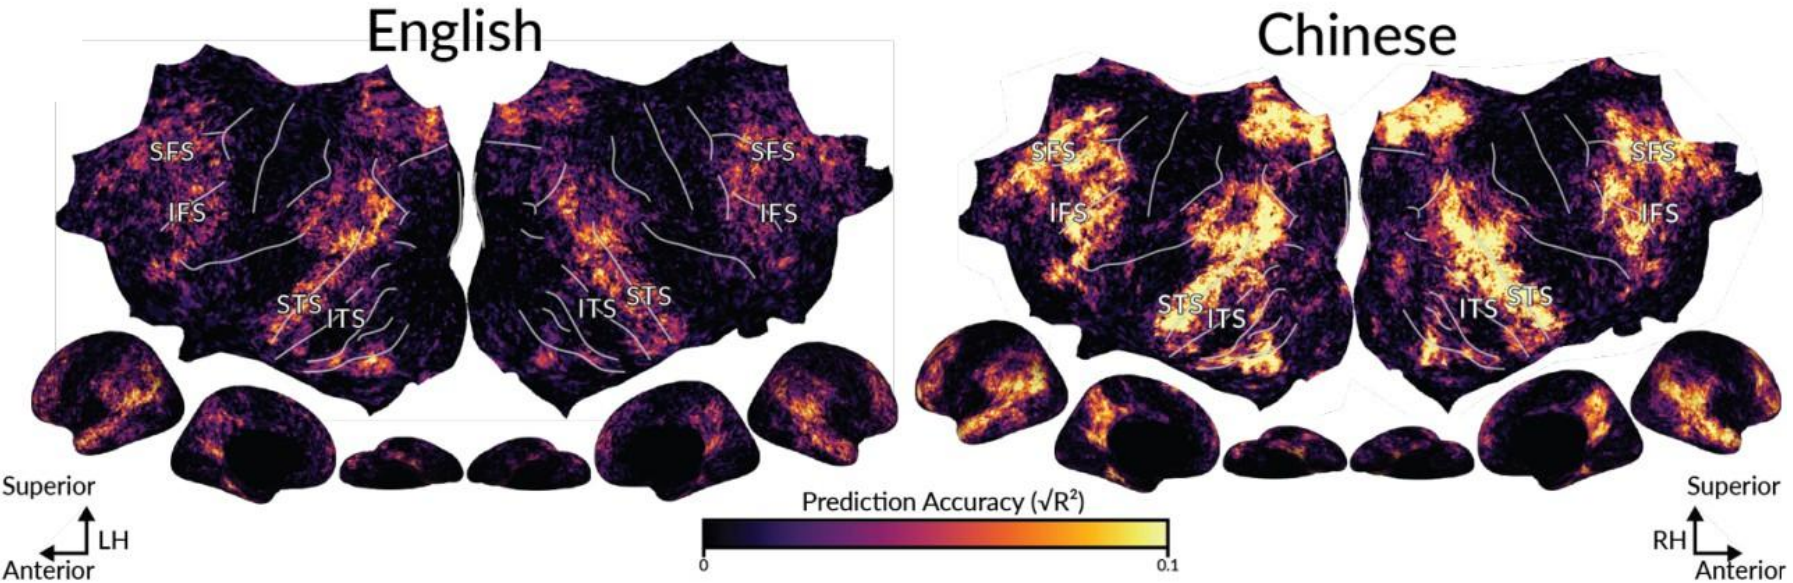 English
Chinese
SFS
SFS
IFS
IFS
STS
ITS
ITS
STS
SFS
SFS
IFS
IFS
STS
ITS
ITS
STS
Superior
LH
Anterior
Prediction Accuracy (√R²)
0
0.1
Superior
RH
Anterior